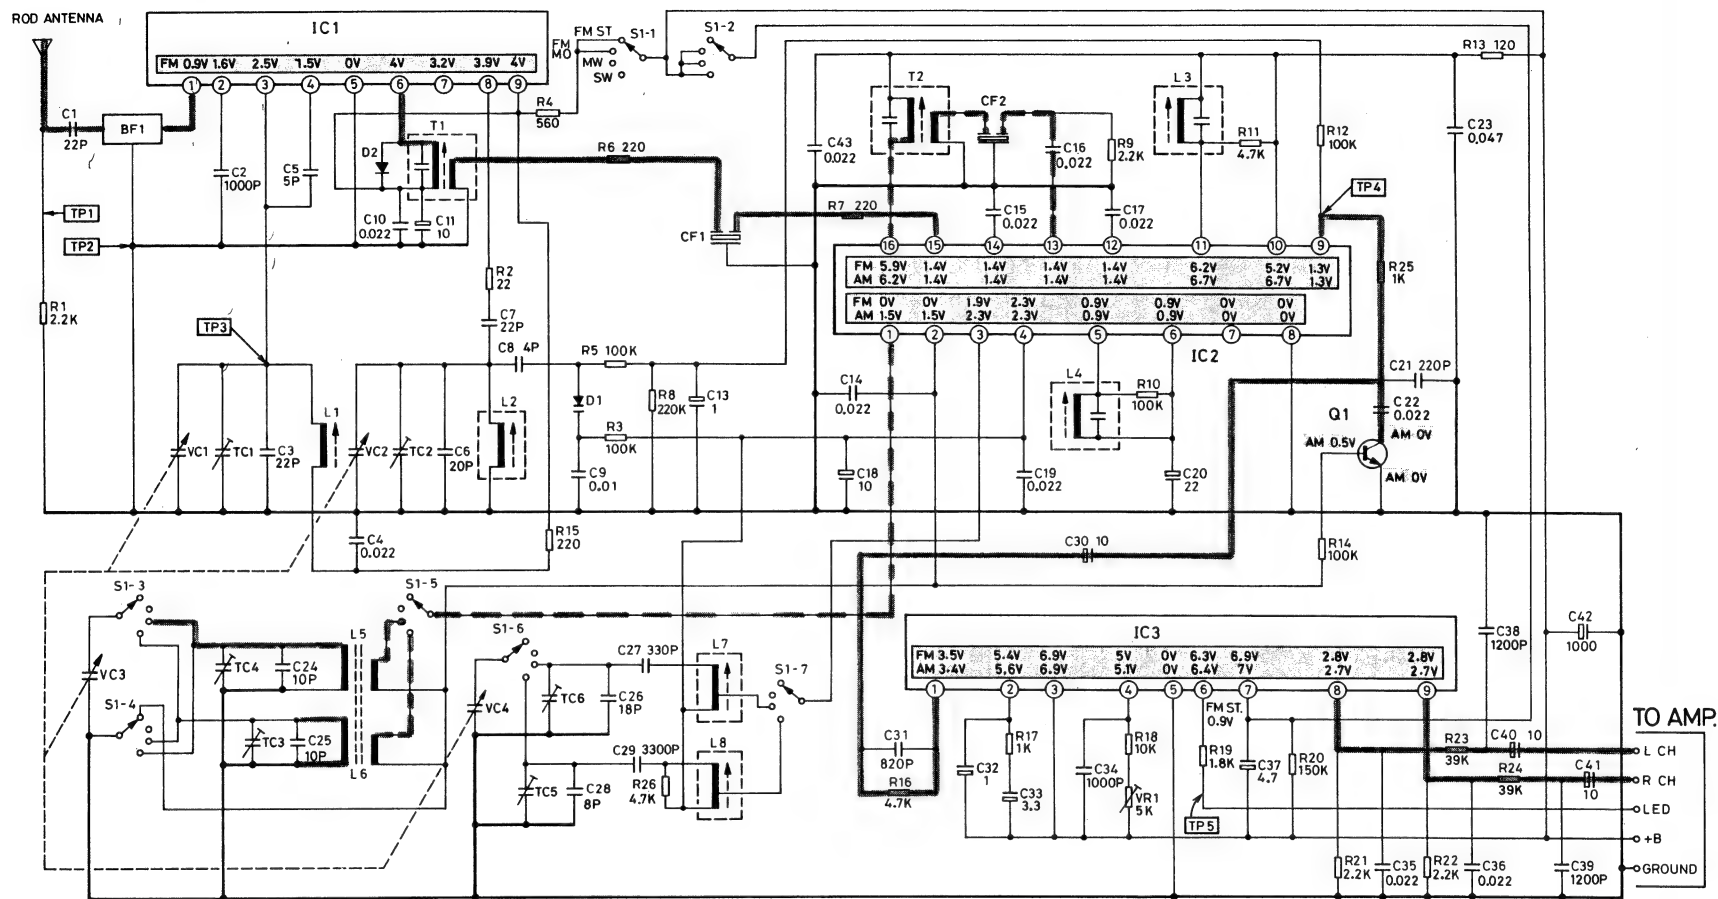 ROD ANTENNA
IC1
FM 0.9V 1.6V 2.5V 1.5V 0V 4V 3.2V 3.9V 4V
1 2 3 4 5 6 7 8 9
FM ST
FM MO
MW
SW
S1-1
S1-2
R13 120
C1
22P
BF1
R4
560
T1
D2
C2
1000P
C5
5P
C10
0.022
C11
10
R6 220
CF1
R7 220
C43
0.022
T2
CF2
C16
0.022
R9
2.2K
L3
R11
4.7K
R12
100K
C23
0.047
C15
0.022
C17
0.022
TP4
TP1
TP2
R1
2.2K
TP3
R2
22
C7
22P
C8 4P
R5 100K
16 15 14 13 12 11 10 9
FM 5.9V 1.4V 1.4V 1.4V 1.4V 6.2V 5.2V 1.3V
AM 6.2V 1.4V 1.4V 1.4V 1.4V 6.7V 6.7V 1.3V
FM 0V 0V 1.9V 2.3V 0.9V 0.9V 0V 0V
AM 1.5V 1.5V 2.3V 2.3V 0.9V 0.9V 0V 0V
1 2 3 4 5 6 7 8
IC2
R25
1K
C21 220P
C22
0.022
AM 0V
Q1
AM 0.5V
AM 0V
VC1
TC1
C3
22P
L1
VC2
TC2
C6
20P
L2
D1
R3
100K
C9
0.01
R8
220K
C13
1
C14
0.022
C18
10
C19
0.022
L4
R10
100K
C20
22
C4
0.022
R15
220
C30 10
R14
100K
S1-3
S1-5
VC3
TC4
C24
10P
L5
S1-4
TC3
C25
10P
L6
S1-6
VC4
TC6
C27 330P
C26
18P
L7
S1-7
C29 3300P
TC5
C28
8P
R26
4.7K
L8
C31
820P
R16
4.7K
IC3
FM 3.5V 5.4V 6.9V 5V 0V 6.3V 6.9V 2.8V 2.8V
AM 3.4V 5.6V 6.9V 5.1V 0V 6.4V 7V 2.7V 2.7V
1 2 3 4 5 6 7 8 9
FM ST.
0.9V
C38
1200P
C42
1000
C32
1
R17
1K
C33
3.3
C34
1000P
R18
10K
VR1
5K
R19
1.8K
TP5
C37
4.7
R20
150K
R23
39K
C40 10
R24
39K
C41
10
R21
2.2K
C35
0.022
R22
2.2K
C36
0.022
C39
1200P
TO AMP.
L CH
R CH
LED
+B
GROUND